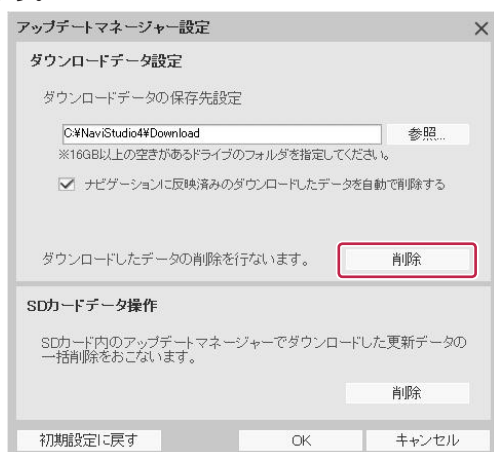 アップデートマネージャー設定
ダウンロードデータ設定
ダウンロードデータの保存先設定
C:¥NaviStudio4¥Download
参照...
※16GB以上の空きがあるドライブのフォルダを指定してください。
ナビゲーションに反映済みのダウンロードしたデータを自動で削除する
ダウンロードしたデータの削除を行ないます。
削除
SDカードデータ操作
SDカード内のアップデートマネージャーでダウンロードした更新データの
一括削除をおこないます。
削除
初期設定に戻す
OK
キャンセル